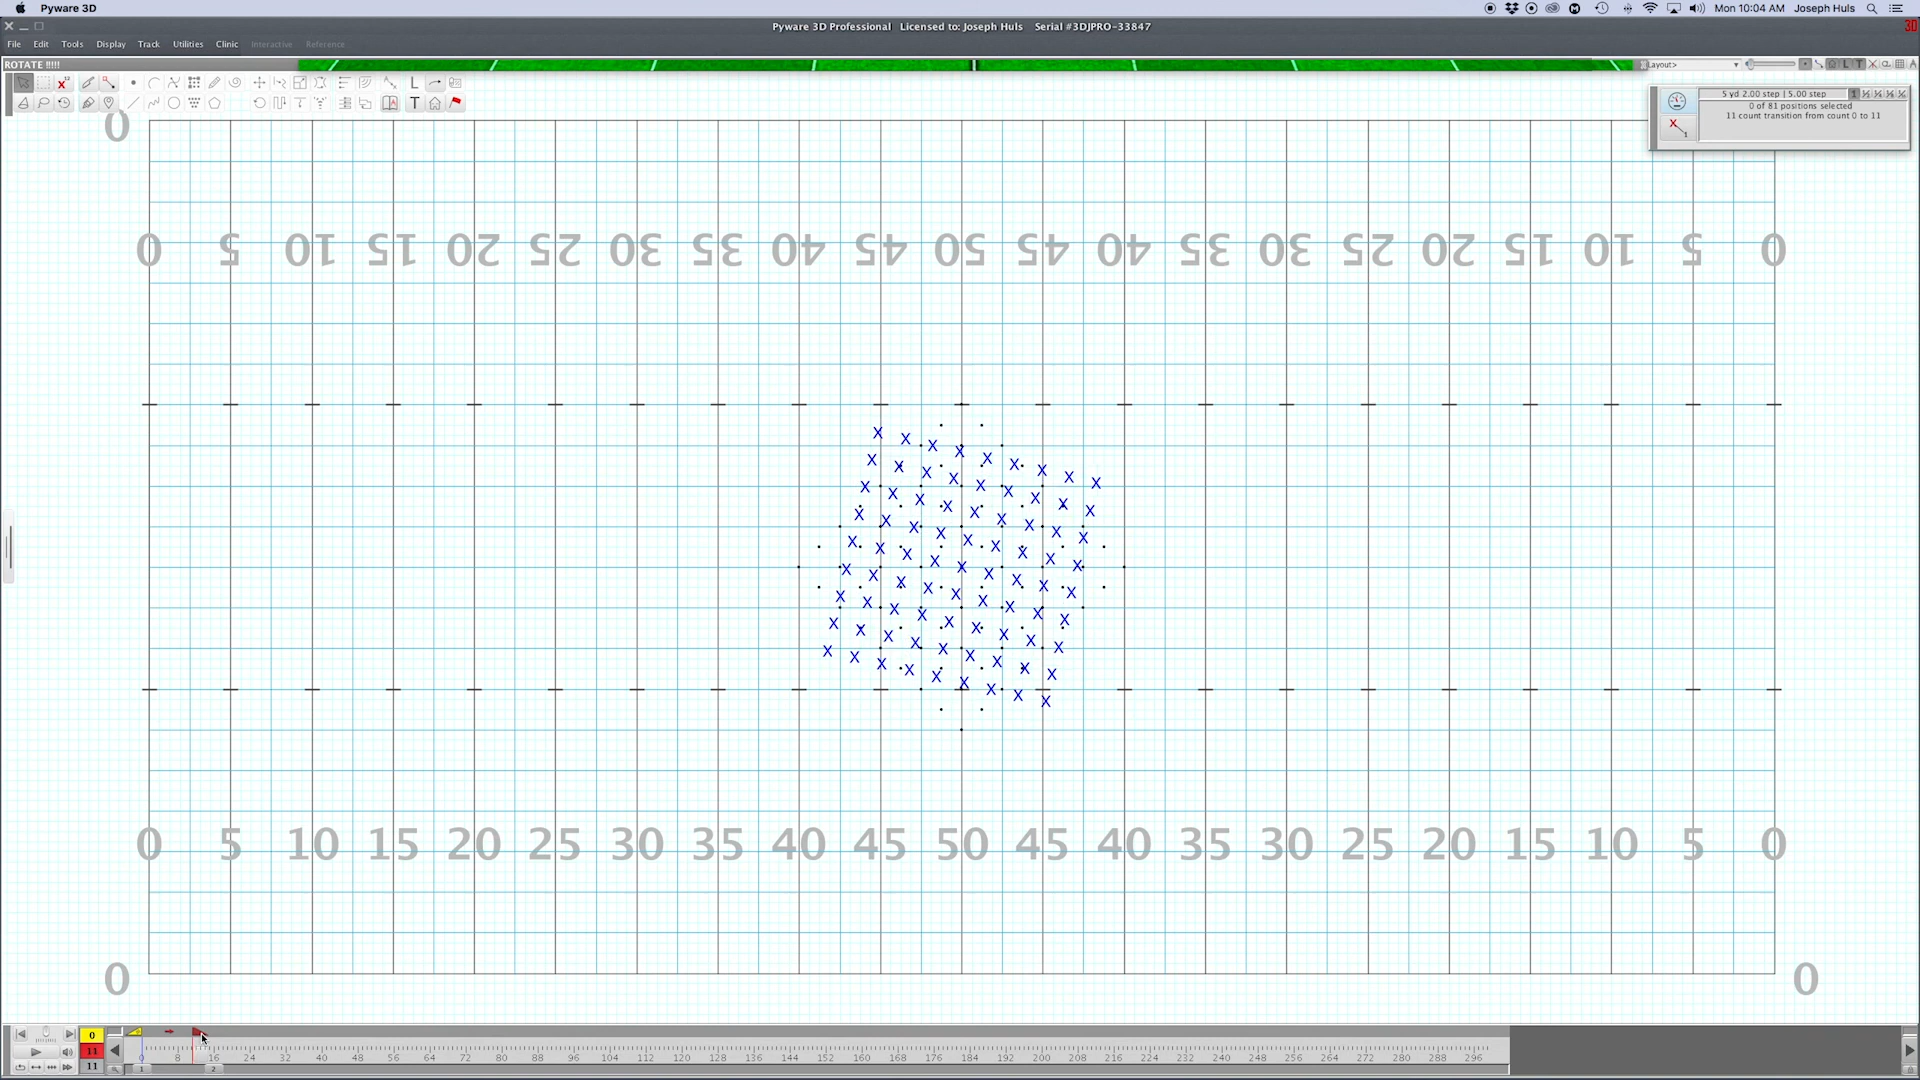 Pyware 3D
Mon 10:04 AM Joseph Huls
Pyware 3D Professional Licensed to: Joseph Huls Serial #3DJPRO-33847
3D
File Edit Tools Display Track Utilities Clinic Interactive Reference
ROTATE !!!!!
Layout>
5 yd 2.00 step | 5.00 step
0 of 81 positions selected
11 count transition from count 0 to 11
0
0 5 10 15 20 25 30 35 40 45 50 45 40 35 30 25 20 15 10 5 0
0 5 10 15 20 25 30 35 40 45 50 45 40 35 30 25 20 15 10 5 0
0 0
0
11
11
0 8 16 24 32 40 48 56 64 72 80 88 96 104 112 120 128 136 144 152 160 168 176 184 192 200 208 216 224 232 240 248 256 264 272 280 288 296
1 2